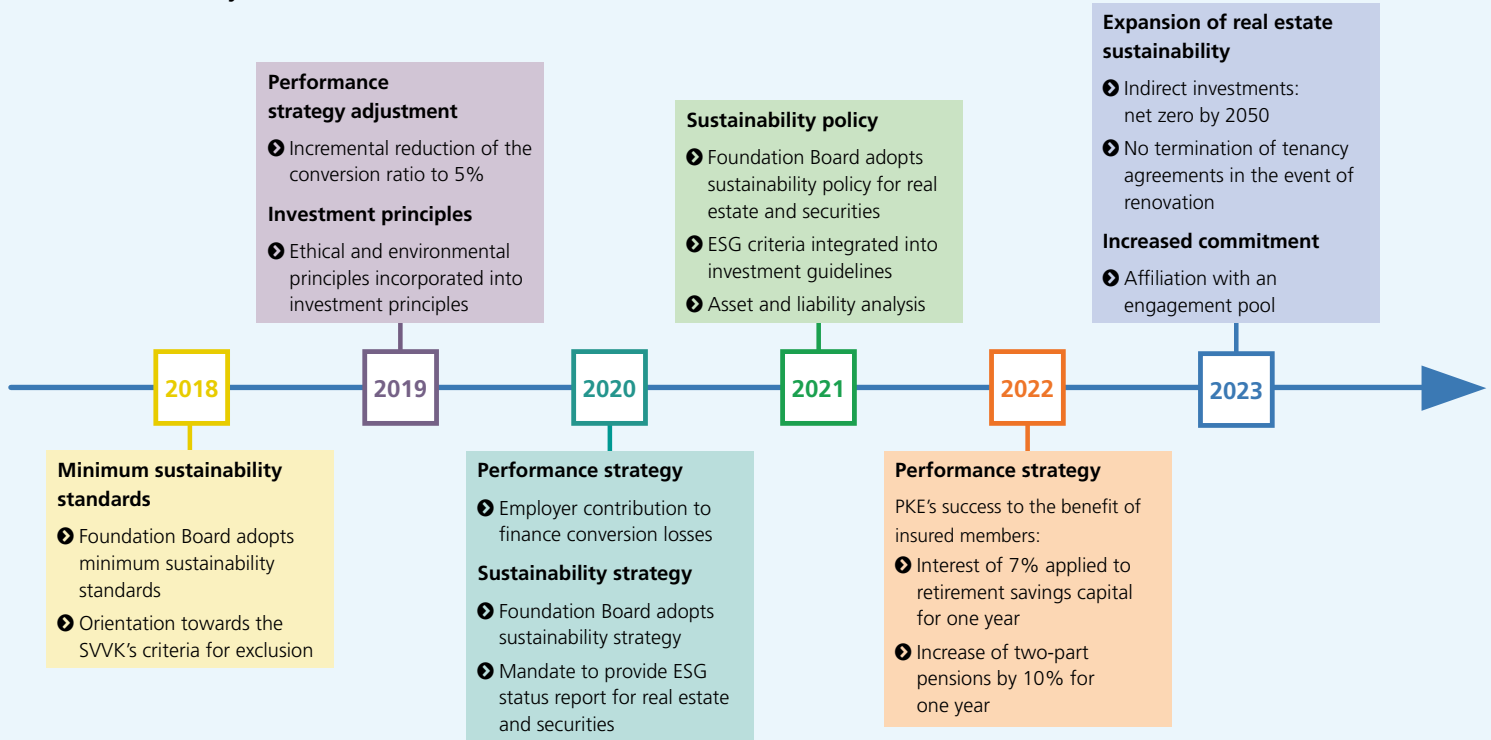 Performance
strategy adjustment
Incremental reduction of the
conversion ratio to 5%
Investment principles
Ethical and environmental
principles incorporated into
investment principles
Sustainability policy
Foundation Board adopts
sustainability policy for real
estate and securities
ESG criteria integrated into
investment guidelines
Asset and liability analysis
Expansion of real estate
sustainability
Indirect investments:
net zero by 2050
No termination of tenancy
agreements in the event of
renovation
Increased commitment
Affiliation with an
engagement pool
2018
2019
2020
2021
2022
2023
Minimum sustainability
standards
Foundation Board adopts
minimum sustainability
standards
Orientation towards the
SVVK's criteria for exclusion
Performance strategy
Employer contribution to
finance conversion losses
Sustainability strategy
Foundation Board adopts
sustainability strategy
Mandate to provide ESG
status report for real estate
and securities
Performance strategy
PKE's success to the benefit of
insured members:
Interest of 7% applied to
retirement savings capital
for one year
Increase of two-part
pensions by 10% for
one year